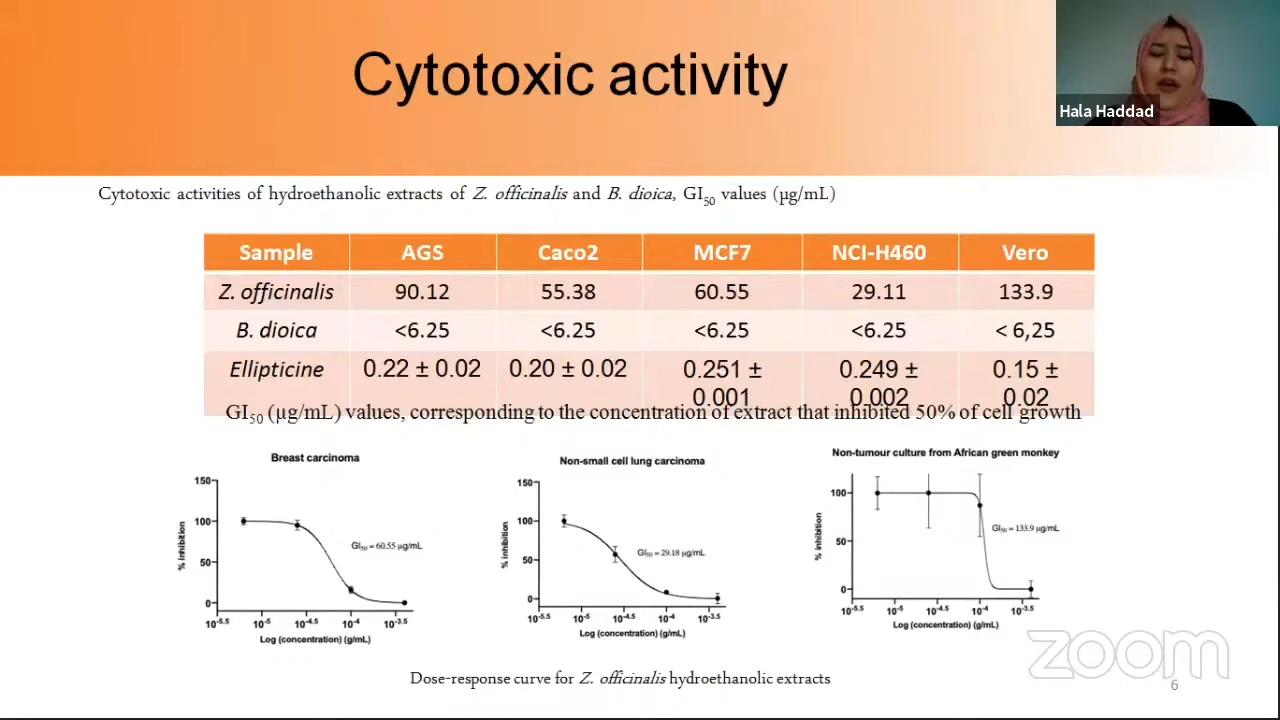 Cytotoxic activity
Hala Haddad
Cytotoxic activities of hydroethanolic extracts of Z. officinalis and B. dioica, GI50 values (µg/mL)
Sample AGS Caco2 MCF7 NCI-H460 Vero
Z. officinalis 90.12 55.38 60.55 29.11 133.9
B. dioica <6.25 <6.25 <6.25 <6.25 < 6,25
Ellipticine 0.22 ± 0.02 0.20 ± 0.02 0.251 ± 0.249 ± 0.15 ±
0.001 0.002 0.02
GI50 (µg/mL) values, corresponding to the concentration of extract that inhibited 50% of cell growth
Breast carcinoma
150
100
50
0
% inhibition
GI50 = 60.55 µg/mL
10-5.5 10-5 10-4.5 10-4 10-3.5
Log (concentration) (g/mL)
Non-small cell lung carcinoma
150
100
50
0
% inhibition
GI50 = 29.18 µg/mL
10-5.5 10-5 10-4.5 10-4 10-3.5
Log (concentration) (g/mL)
Non-tumour culture from African green monkey
100
50
0
% inhibition
GI50 = 133.9 µg/mL
10-5.5 10-5 10-4.5 10-4 10-3.5
Log (concentration) (g/mL)
Dose-response curve for Z. officinalis hydroethanolic extracts
zoom
6